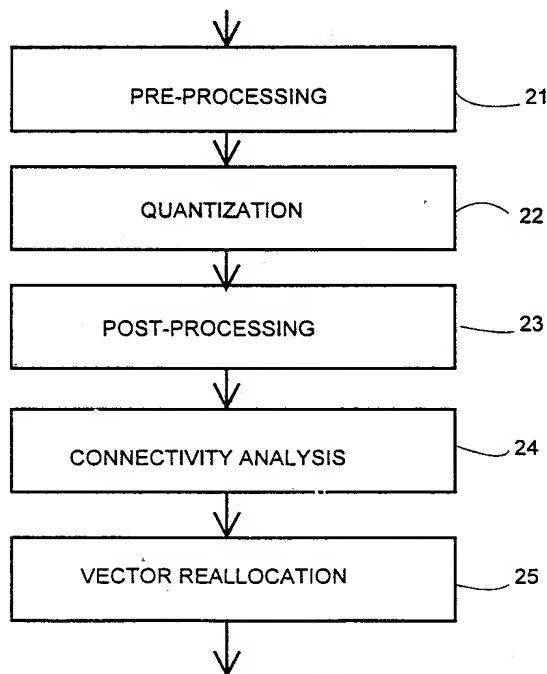 PRE-PROCESSING
21
QUANTIZATION
22
POST-PROCESSING
23
CONNECTIVITY ANALYSIS
24
VECTOR REALLOCATION
25